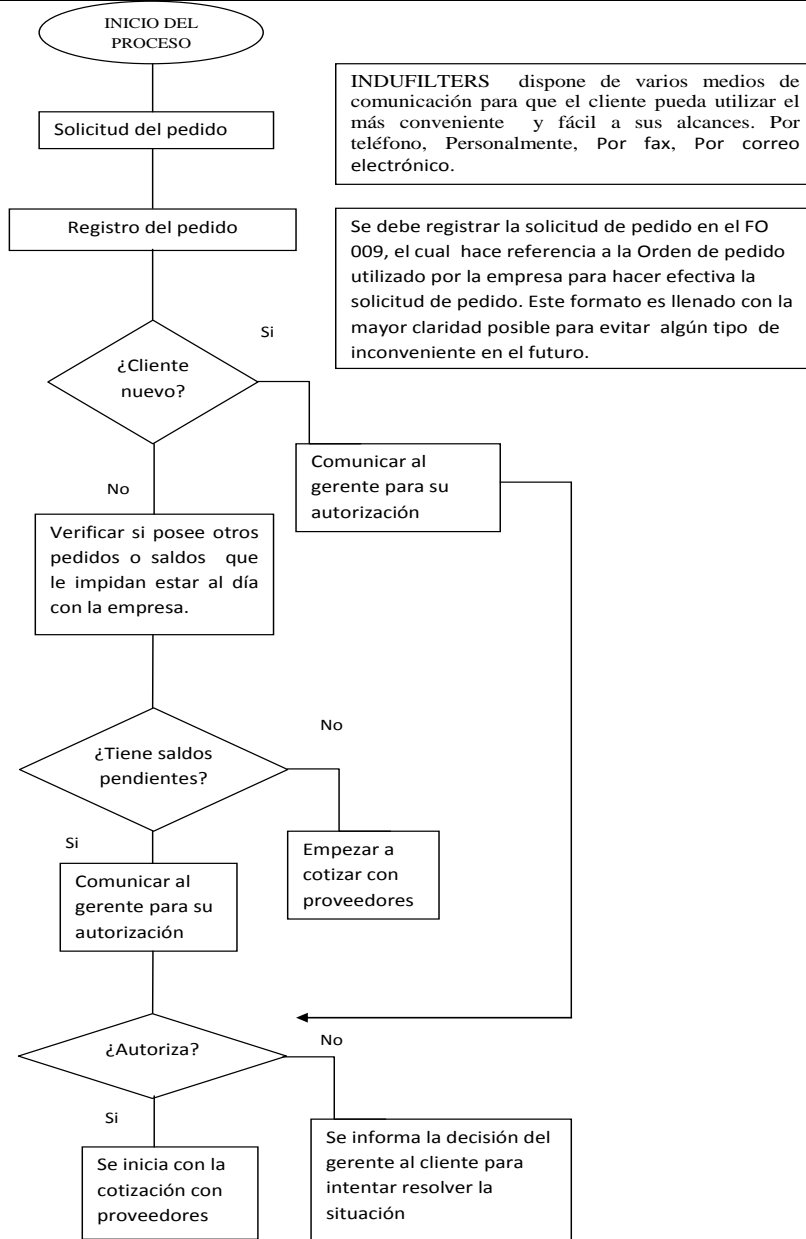 INICIO DEL
PROCESO
INDUFILTERS dispone de varios medios de
comunicación para que el cliente pueda utilizar el
más conveniente y fácil a sus alcances. Por
teléfono, Personalmente, Por fax, Por correo
electrónico.
Solicitud del pedido
Registro del pedido
Se debe registrar la solicitud de pedido en el FO
009, el cual hace referencia a la Orden de pedido
utilizado por la empresa para hacer efectiva la
solicitud de pedido. Este formato es llenado con la
mayor claridad posible para evitar algún tipo de
inconveniente en el futuro.
Si
¿Cliente
nuevo?
Comunicar al
gerente para su
autorización
No
Verificar si posee otros
pedidos o saldos que
le impidan estar al día
con la empresa.
No
¿Tiene saldos
pendientes?
Si
Empezar a
cotizar con
proveedores
Comunicar al
gerente para su
autorización
No
¿Autoriza?
Si
Se informa la decisión del
gerente al cliente para
intentar resolver la
situación
Se inicia con la
cotización con
proveedores